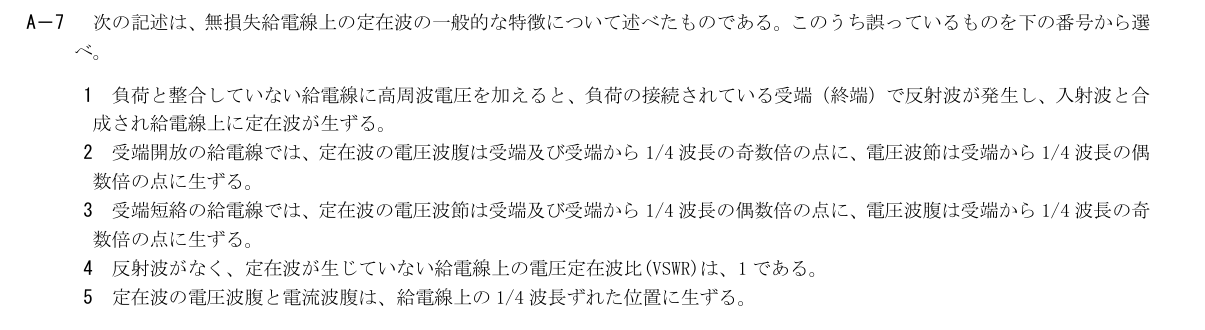 A－7　次の記述は、無損失給電線上の定在波の一般的な特徴について述べたものである。このうち誤っているものを下の番号から選
べ。
1　負荷と整合していない給電線に高周波電圧を加えると、負荷の接続されている受端（終端）で反射波が発生し、入射波と合
成され給電線上に定在波が生ずる。
2　受端開放の給電線では、定在波の電圧波腹は受端及び受端から 1/4 波長の奇数倍の点に、電圧波節は受端から 1/4 波長の偶
数倍の点に生ずる。
3　受端短絡の給電線では、定在波の電圧波節は受端及び受端から 1/4 波長の偶数倍の点に、電圧波腹は受端から 1/4 波長の奇
数倍の点に生ずる。
4　反射波がなく、定在波が生じていない給電線上の電圧定在波比(VSWR)は、1 である。
5　定在波の電圧波腹と電流波腹は、給電線上の 1/4 波長ずれた位置に生ずる。